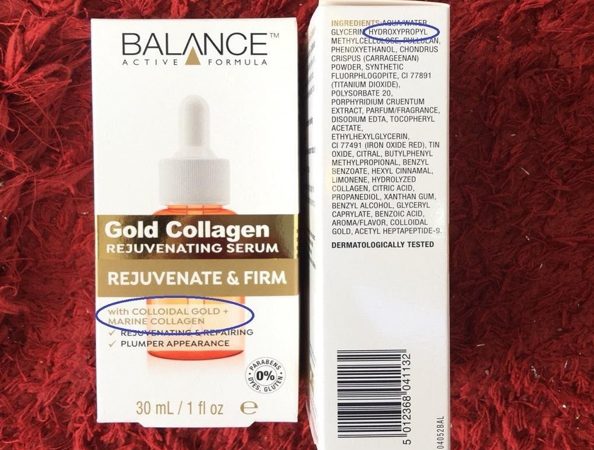 BALANCE™
ACTIVE FORMULA
Gold Collagen
REJUVENATING SERUM
REJUVENATE & FIRM
with COLLOIDAL GOLD +
MARINE COLLAGEN
✓ REJUVENATING & REPAIRING
✓ PLUMPER APPEARANCE
PARABENS
0%
DYES, GLUTEN
30 mL / 1 fl oz ℮
INGREDIENTS: AQUA/WATER,
GLYCERIN, HYDROXYPROPYL
METHYLCELLULOSE, PULLULAN,
PHENOXYETHANOL, CHONDRUS
CRISPUS (CARRAGEENAN)
POWDER, SYNTHETIC
FLUORPHLOGOPITE, CI 77891
(TITANIUM DIOXIDE),
POLYSORBATE 20,
PORPHYRIDIUM CRUENTUM
EXTRACT, PARFUM/FRAGRANCE,
DISODIUM EDTA, TOCOPHERYL
ACETATE,
ETHYLHEXYLGLYCERIN,
CI 77491 (IRON OXIDE RED), TIN
OXIDE, CITRAL, BUTYLPHENYL
METHYLPROPIONAL, BENZYL
BENZOATE, HEXYL CINNAMAL,
LIMONENE, HYDROLYZED
COLLAGEN, CITRIC ACID,
PROPANEDIOL, XANTHAN GUM,
BENZYL ALCOHOL, GLYCERYL
CAPRYLATE, BENZOIC ACID,
AROMA/FLAVOR, COLLOIDAL
GOLD, ACETYL HEPTAPEPTIDE-9.
DERMATOLOGICALLY TESTED
5 012368 041132
040528AL